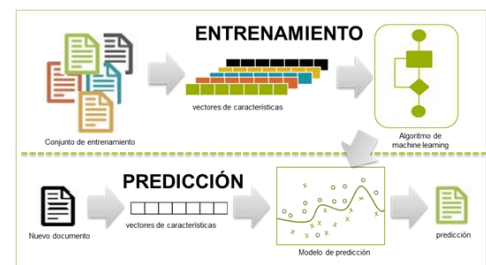 ENTRENAMIENTO
vectores de características
Conjunto de entrenamiento
Algoritmo de
machine learning
PREDICCIÓN
Nuevo documento
vectores de características
Modelo de predicción
predicción